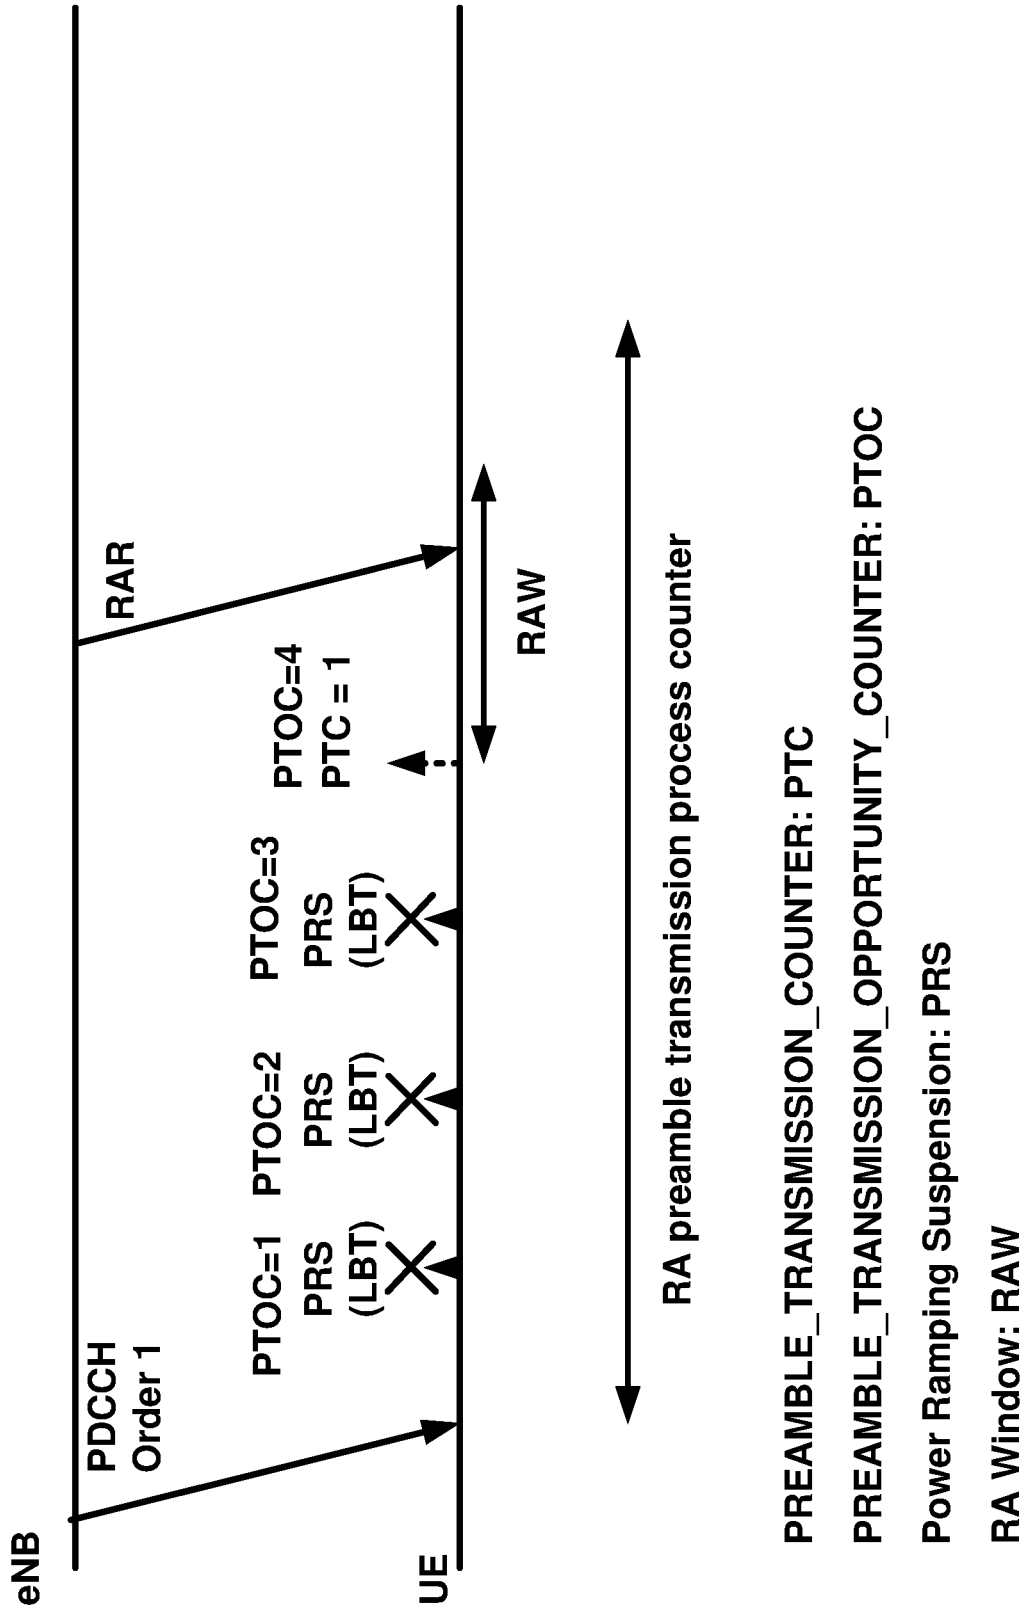 eNB
PDCCH
Order 1
RAR
PTOC=1
PRS
(LBT)
PTOC=2
PRS
(LBT)
PTOC=3
PRS
(LBT)
PTOC=4
PTC = 1
UE
RAW
RA preamble transmission process counter
PREAMBLE_TRANSMISSION_COUNTER: PTC
PREAMBLE_TRANSMISSION_OPPORTUNITY_COUNTER: PTOC
Power Ramping Suspension: PRS
RA Window: RAW